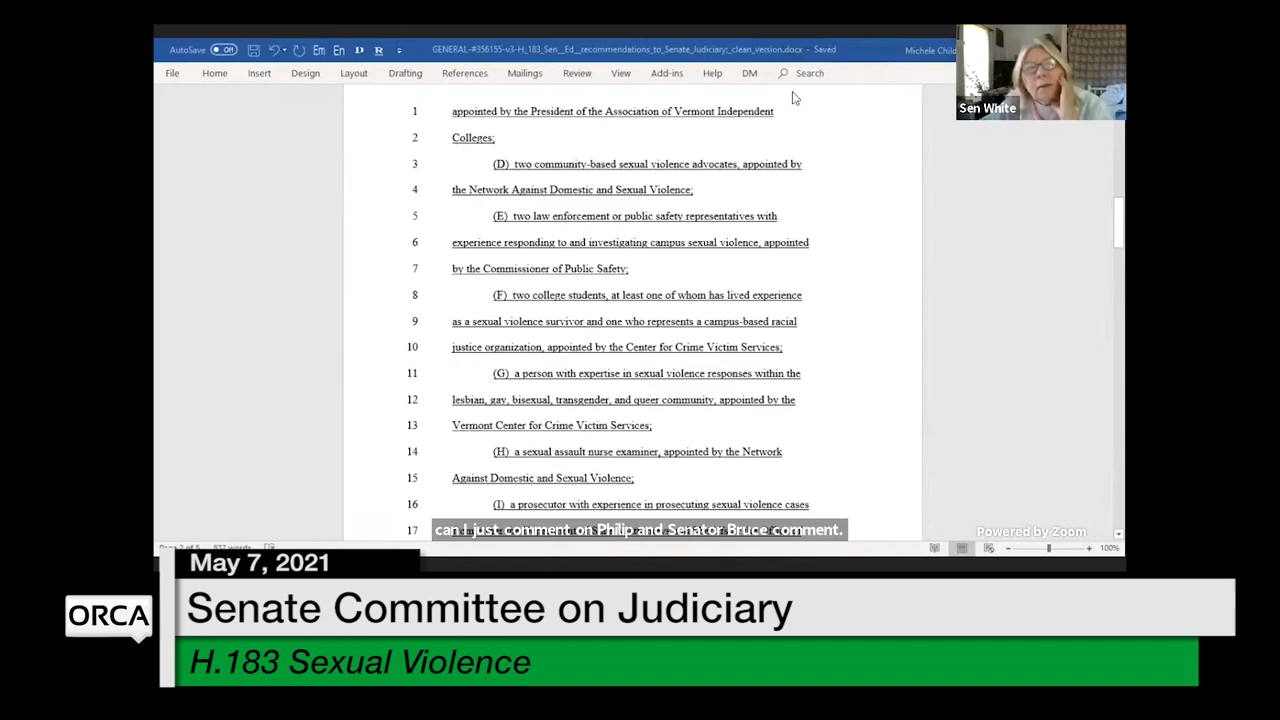 AutoSave Off
GENERAL-#356155-v3-H_183_Sen__Ed__recommendations_to_Senate_Judiciary;_clean_version.docx - Saved
Michele Child
File Home Insert Design Layout Drafting References Mailings Review View Add-ins Help DM Search
Sen White
1 appointed by the President of the Association of Vermont Independent
2 Colleges;
3 (D) two community-based sexual violence advocates, appointed by
4 the Network Against Domestic and Sexual Violence;
5 (E) two law enforcement or public safety representatives with
6 experience responding to and investigating campus sexual violence, appointed
7 by the Commissioner of Public Safety;
8 (F) two college students, at least one of whom has lived experience
9 as a sexual violence survivor and one who represents a campus-based racial
10 justice organization, appointed by the Center for Crime Victim Services;
11 (G) a person with expertise in sexual violence responses within the
12 lesbian, gay, bisexual, transgender, and queer community, appointed by the
13 Vermont Center for Crime Victim Services;
14 (H) a sexual assault nurse examiner, appointed by the Network
15 Against Domestic and Sexual Violence;
16 (I) a prosecutor with experience in prosecuting sexual violence cases
17
can I just comment on Philip and Senator Bruce comment.
Powered by Zoom
100%
May 7, 2021
ORCA
Senate Committee on Judiciary
H.183 Sexual Violence